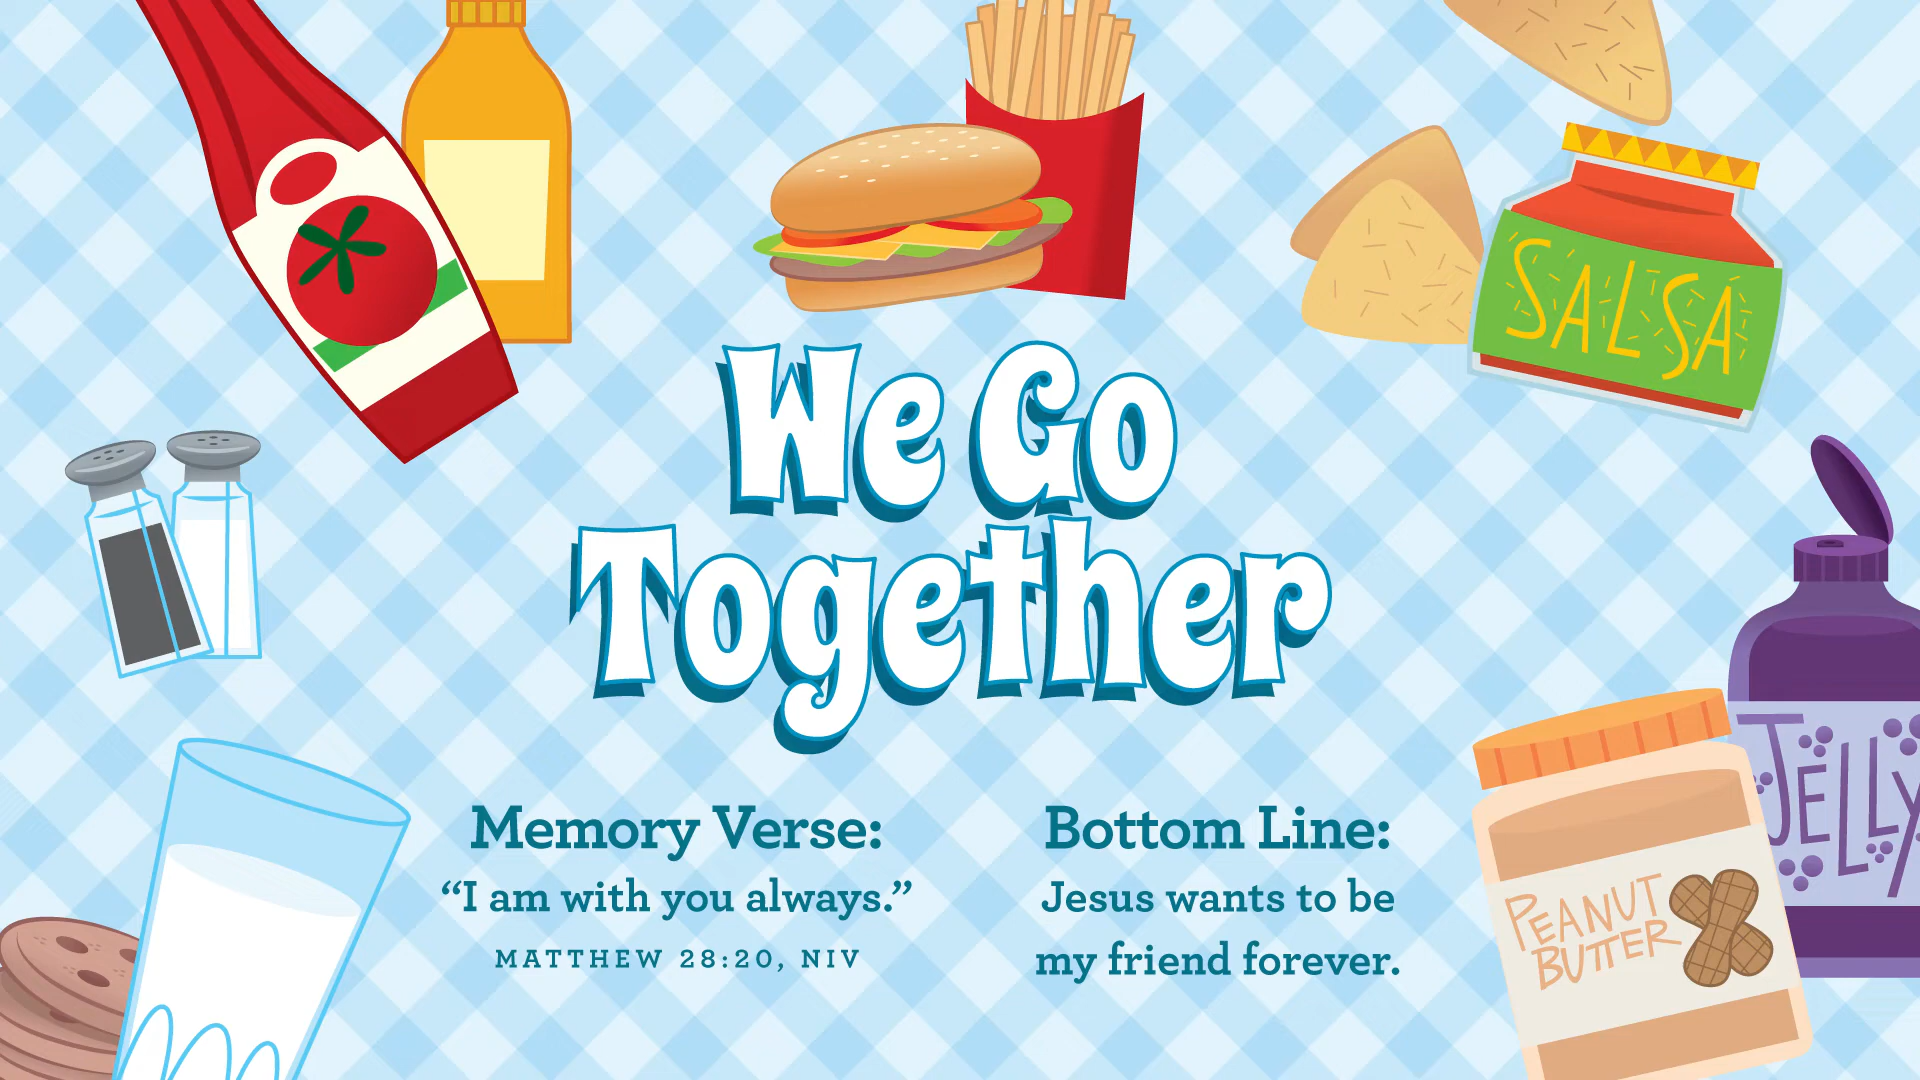 SALSA
We Go
Together
JELLY
PEANUT
BUTTER
Memory Verse:
“I am with you always.”
MATTHEW 28:20, NIV
Bottom Line:
Jesus wants to be
my friend forever.